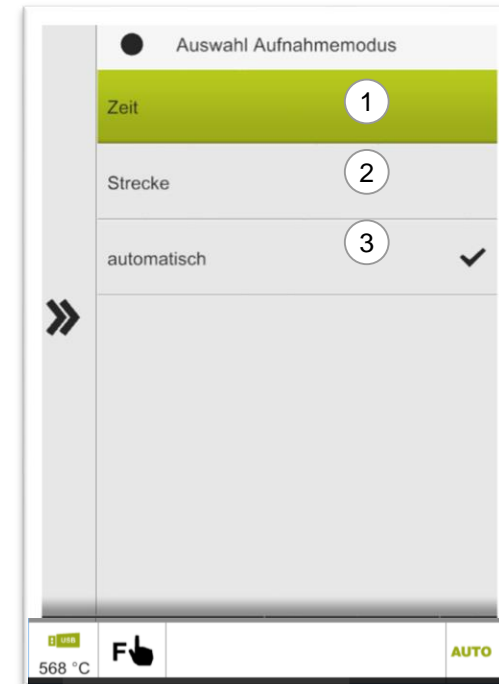 Auswahl Aufnahmemodus
Zeit 1
Strecke 2
automatisch 3
USB
568 °C F AUTO